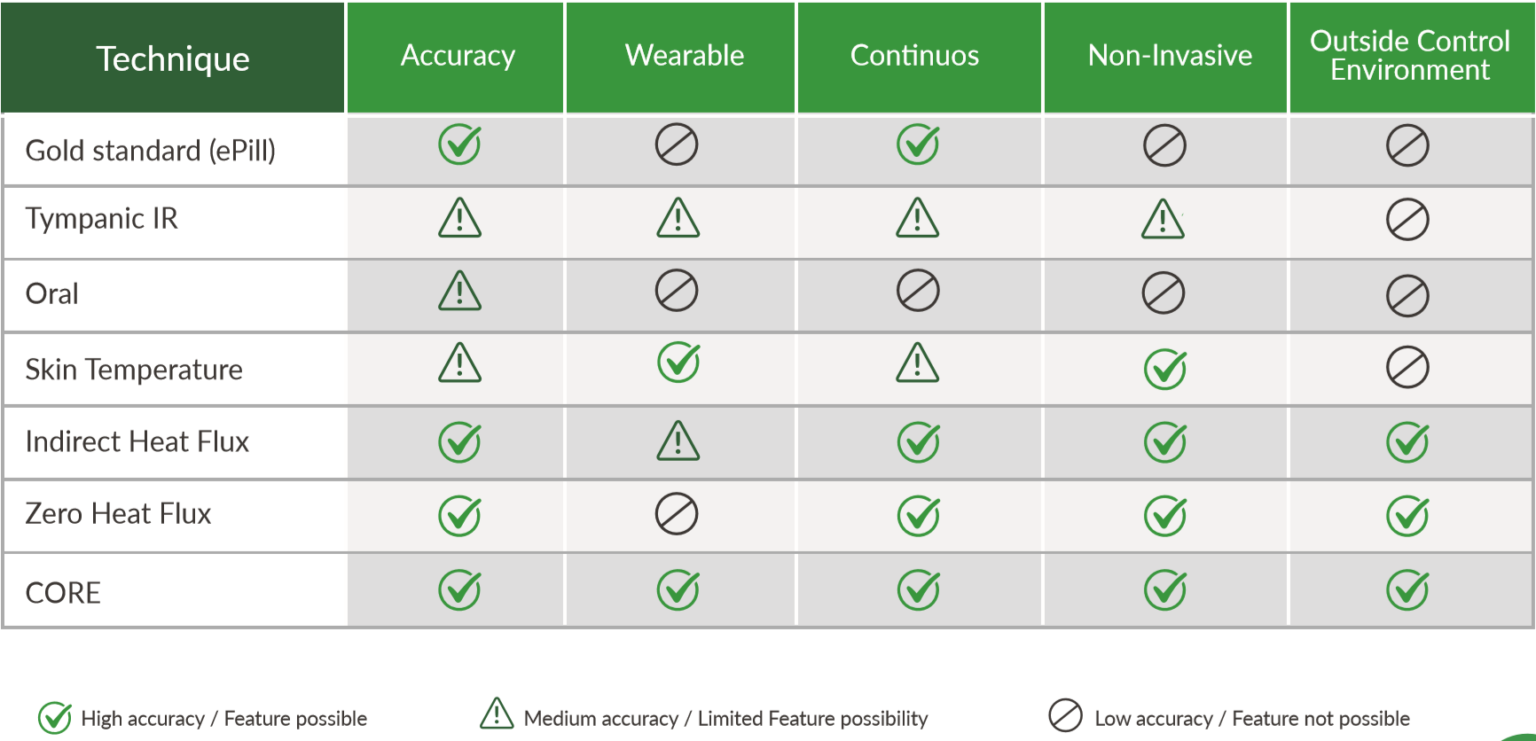 Technique
Accuracy
Wearable
Continuos
Non-Invasive
Outside Control
Environment
Gold standard (ePill)
Tympanic IR
Oral
Skin Temperature
Indirect Heat Flux
Zero Heat Flux
CORE
High accuracy / Feature possible
Medium accuracy / Limited Feature possibility
Low accuracy / Feature not possible